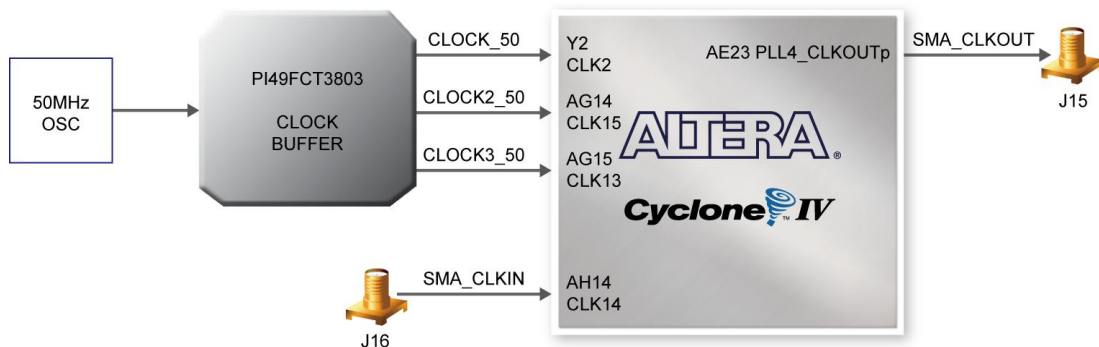 50MHz
OSC
PI49FCT3803
CLOCK
BUFFER
CLOCK_50
CLOCK2_50
CLOCK3_50
Y2
CLK2
AG14
CLK15
AG15
CLK13
AE23 PLL4_CLKOUTp
ALTERA®
Cyclone™ IV
SMA_CLKOUT
J15
SMA_CLKIN
J16
AH14
CLK14